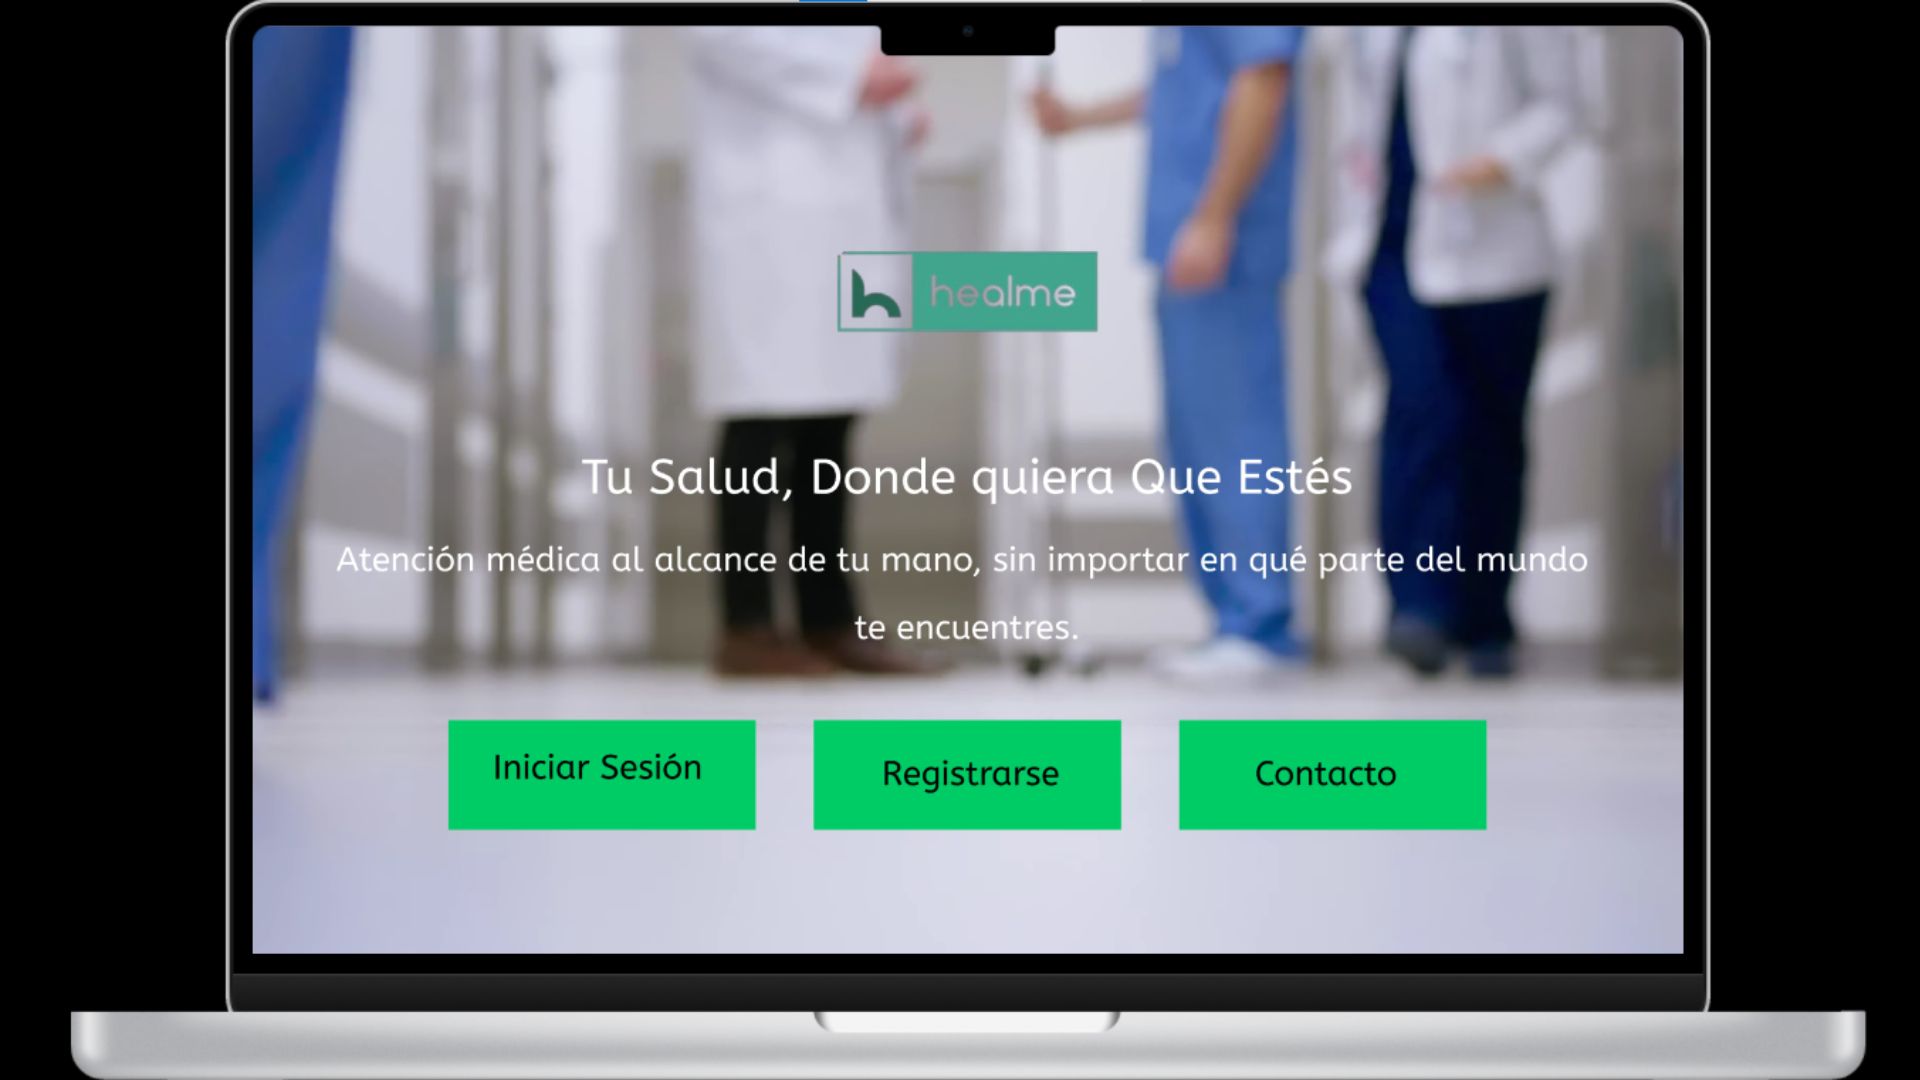 healme
Tu Salud, Donde quiera Que Estés
Atención médica al alcance de tu mano, sin importar en qué parte del mundo
te encuentres.
Iniciar Sesión
Registrarse
Contacto